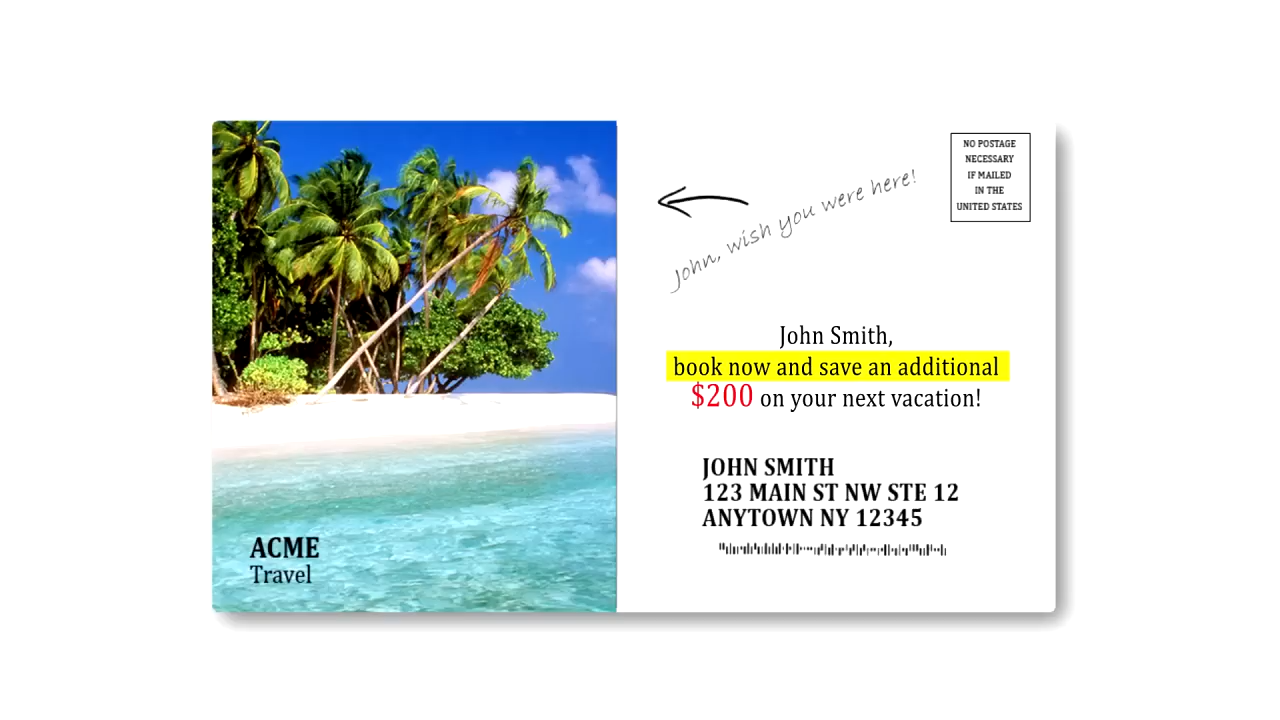 ACME
Travel
John, wish you were here!
NO POSTAGE
NECESSARY
IF MAILED
IN THE
UNITED STATES
John Smith,
book now and save an additional
$200 on your next vacation!
JOHN SMITH
123 MAIN ST NW STE 12
ANYTOWN NY 12345